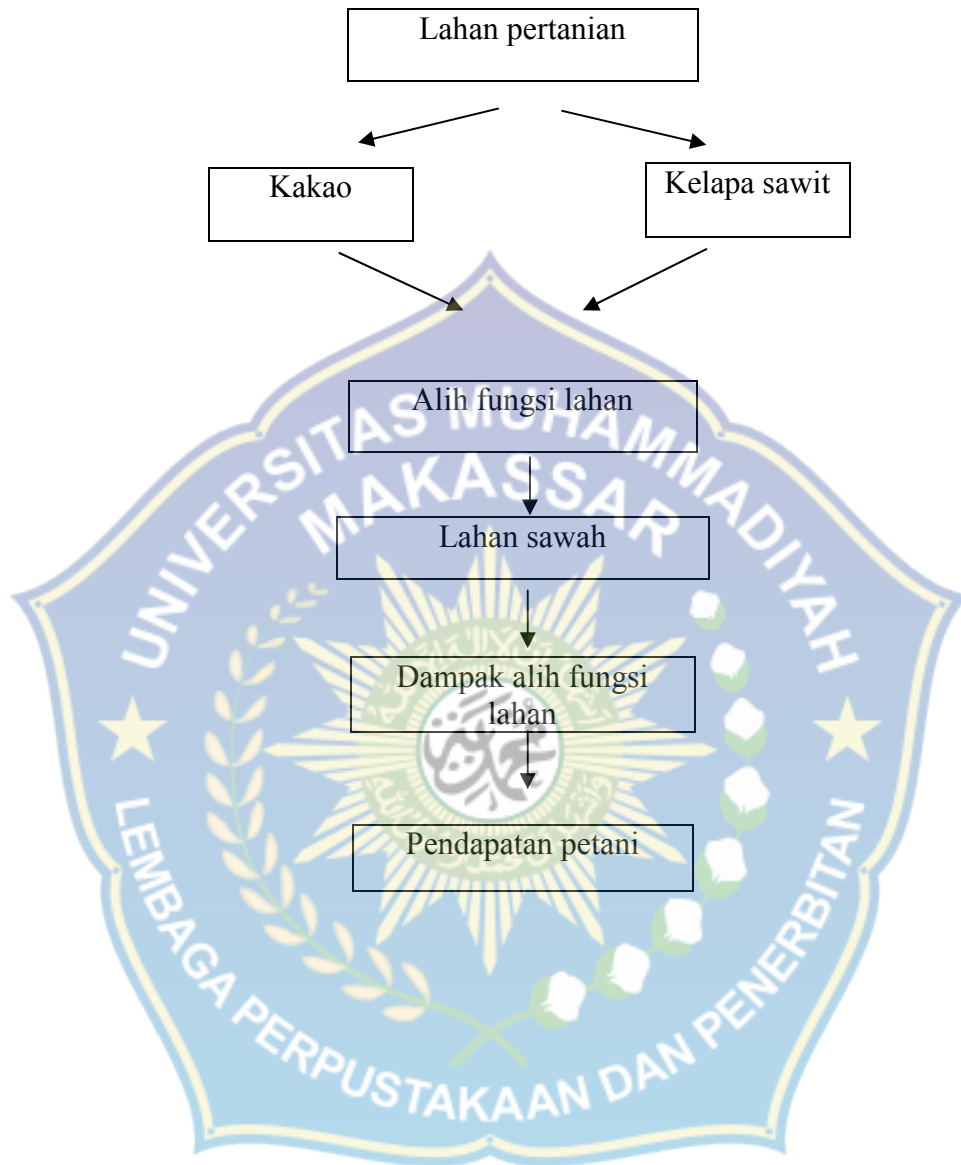 Lahan pertanian
Kakao
Kelapa sawit
Alih fungsi lahan
UNIVERSITAS MUHAMMADIYAH
MAKASSAR
Lahan sawah
Dampak alih fungsi
lahan
Pendapatan petani
LEMBAGA PERPUSTAKAAN DAN PENERBITAN